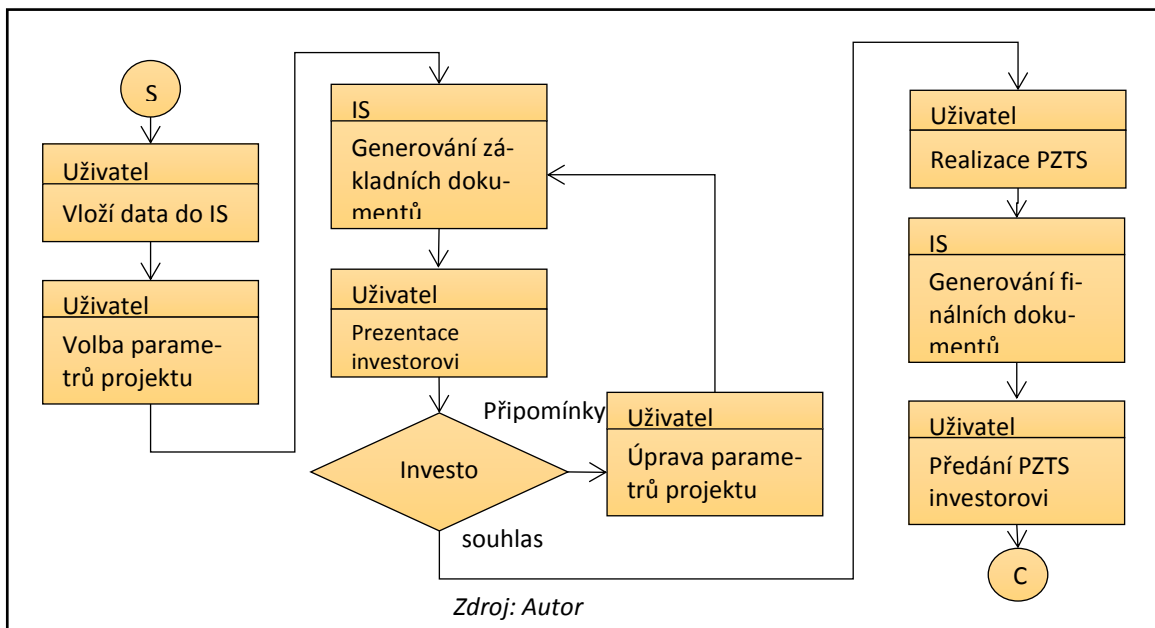 S
Uživatel
Vloží data do IS
Uživatel
Volba parame-
trů projektu
IS
Generování zá-
kladních doku-
mentů
Uživatel
Prezentace
investorovi
Investo
Připomínky
souhlas
Uživatel
Úprava parame-
trů projektu
Uživatel
Realizace PZTS
IS
Generování fi-
nálních doku-
mentů
Uživatel
Předání PZTS
investorovi
C
Zdroj: Autor